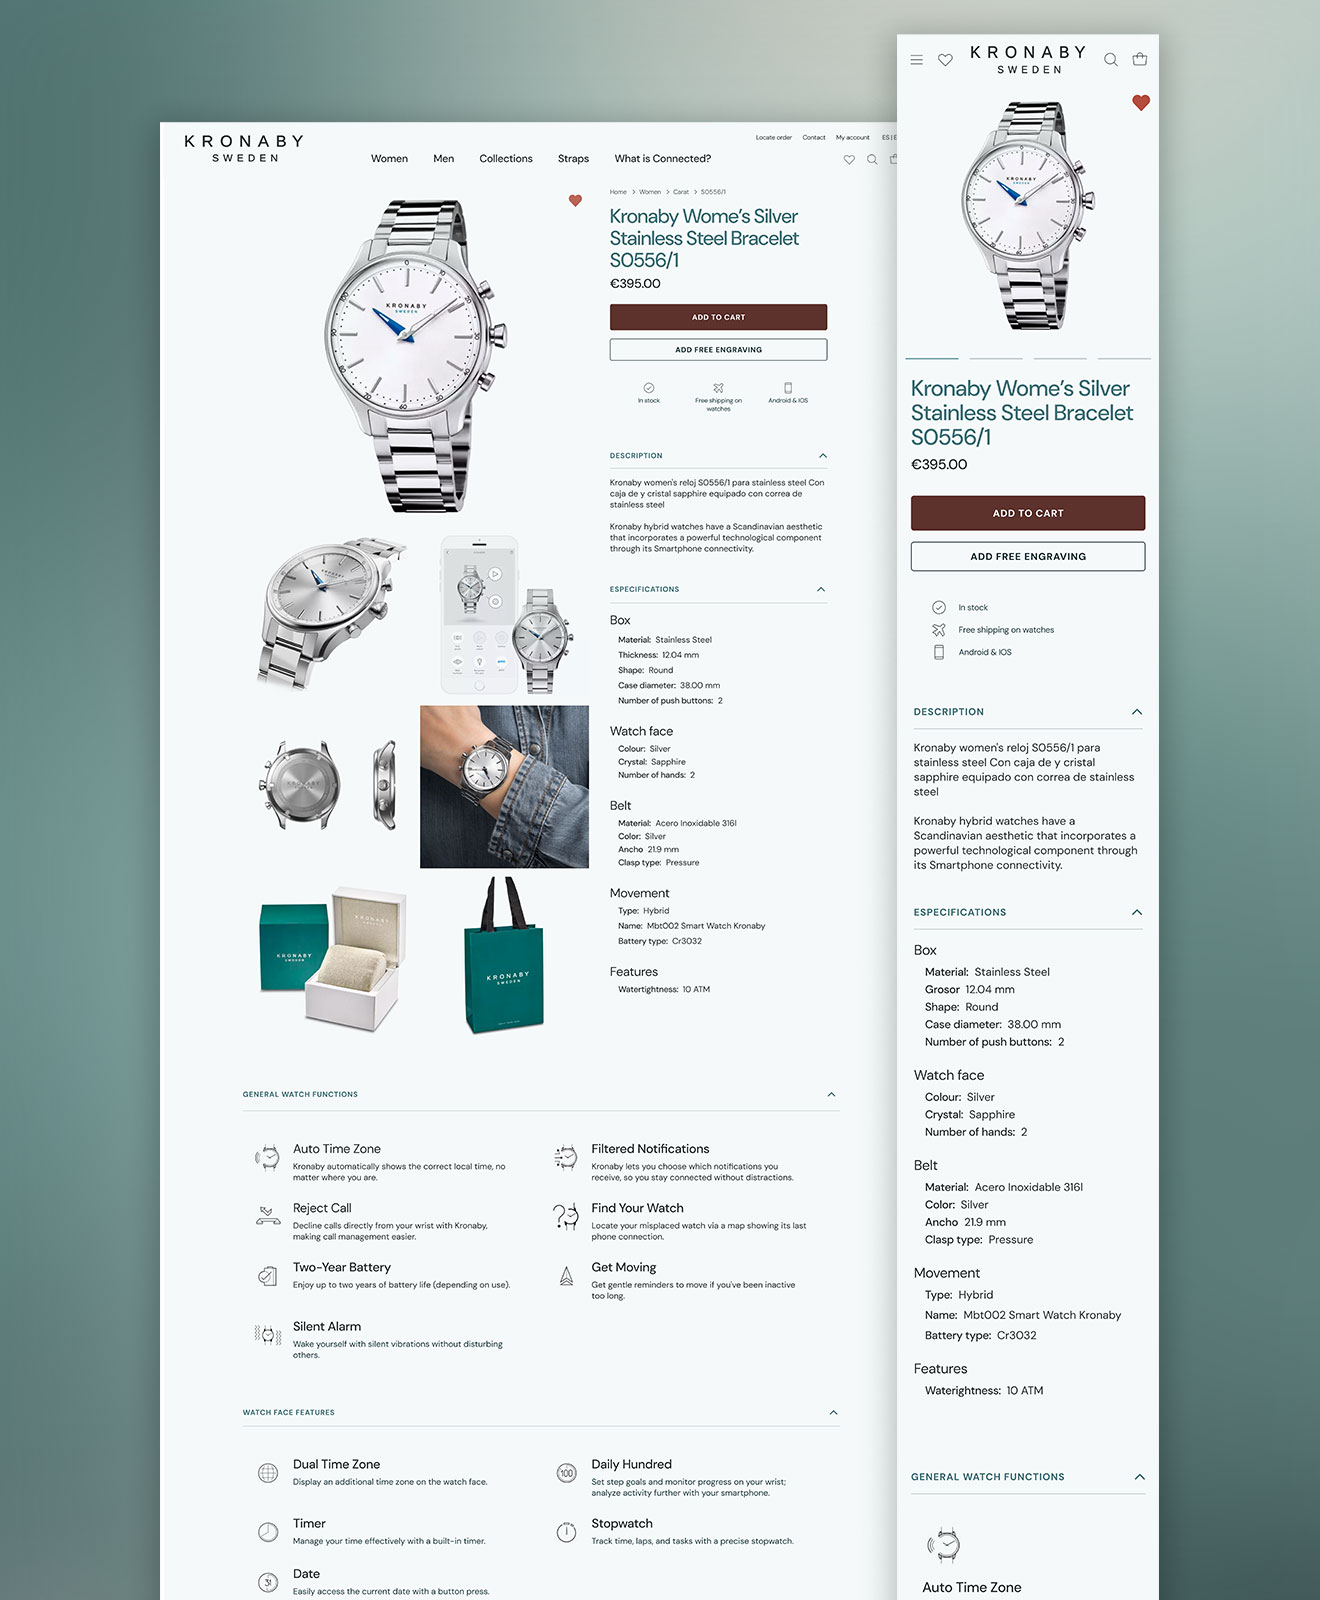 KRONABY
SWEDEN
Locate order
Contact
My account
ES | E
Women
Men
Collections
Straps
What is Connected?
Home > Women > Carat > S0556/1
Kronaby Wome's Silver
Stainless Steel Bracelet
S0556/1
€395.00
ADD TO CART
ADD FREE ENGRAVING
In stock
Free shipping on
watches
Android & IOS
KRONABY
SWEDEN
DESCRIPTION
Kronaby women's reloj S0556/1 para stainless steel Con
caja de y cristal sapphire equipado con correa de
stainless steel
Kronaby hybrid watches have a Scandinavian aesthetic
that incorporates a powerful technological component
through its Smartphone connectivity.
ESPECIFICATIONS
Box
Material: Stainless Steel
Thickness: 12.04 mm
Shape: Round
Case diameter: 38.00 mm
Number of push buttons: 2
Watch face
Colour: Silver
Crystal: Sapphire
Number of hands: 2
Belt
Material: Acero Inoxidable 316l
Color: Silver
Ancho 21.9 mm
Clasp type: Pressure
Movement
Type: Hybrid
Name: Mbt002 Smart Watch Kronaby
Battery type: Cr3032
Features
Watertightness: 10 ATM
KRONABY
SWEDEN
KRONABY
KRONABY
SWEDEN
GENERAL WATCH FUNCTIONS
Auto Time Zone
Kronaby automatically shows the correct local time, no
matter where you are.
Filtered Notifications
Kronaby lets you choose which notifications you
receive, so you stay connected without distractions.
Reject Call
Decline calls directly from your wrist with Kronaby,
making call management easier.
Find Your Watch
Locate your misplaced watch via a map showing its last
phone connection.
Two-Year Battery
Enjoy up to two years of battery life (depending on use).
Get Moving
Get gentle reminders to move if you've been inactive
too long.
Silent Alarm
Wake yourself with silent vibrations without disturbing
others.
WATCH FACE FEATURES
Dual Time Zone
Display an additional time zone on the watch face.
100
Daily Hundred
Set step goals and monitor progress on your wrist;
analyze activity further with your smartphone.
Timer
Manage your time effectively with a built-in timer.
Stopwatch
Track time, laps, and tasks with a precise stopwatch.
31
Date
Easily access the current date with a button press.
KRONABY
SWEDEN
KRONABY
SWEDEN
Kronaby Wome's Silver
Stainless Steel Bracelet
S0556/1
€395.00
ADD TO CART
ADD FREE ENGRAVING
In stock
Free shipping on watches
Android & IOS
DESCRIPTION
Kronaby women's reloj S0556/1 para
stainless steel Con caja de y cristal
sapphire equipado con correa de stainless
steel
Kronaby hybrid watches have a
Scandinavian aesthetic that incorporates a
powerful technological component through
its Smartphone connectivity.
ESPECIFICATIONS
Box
Material: Stainless Steel
Grosor 12.04 mm
Shape: Round
Case diameter: 38.00 mm
Number of push buttons: 2
Watch face
Colour: Silver
Crystal: Sapphire
Number of hands: 2
Belt
Material: Acero Inoxidable 316l
Color: Silver
Ancho 21.9 mm
Clasp type: Pressure
Movement
Type: Hybrid
Name: Mbt002 Smart Watch Kronaby
Battery type: Cr3032
Features
Waterightness: 10 ATM
GENERAL WATCH FUNCTIONS
Auto Time Zone